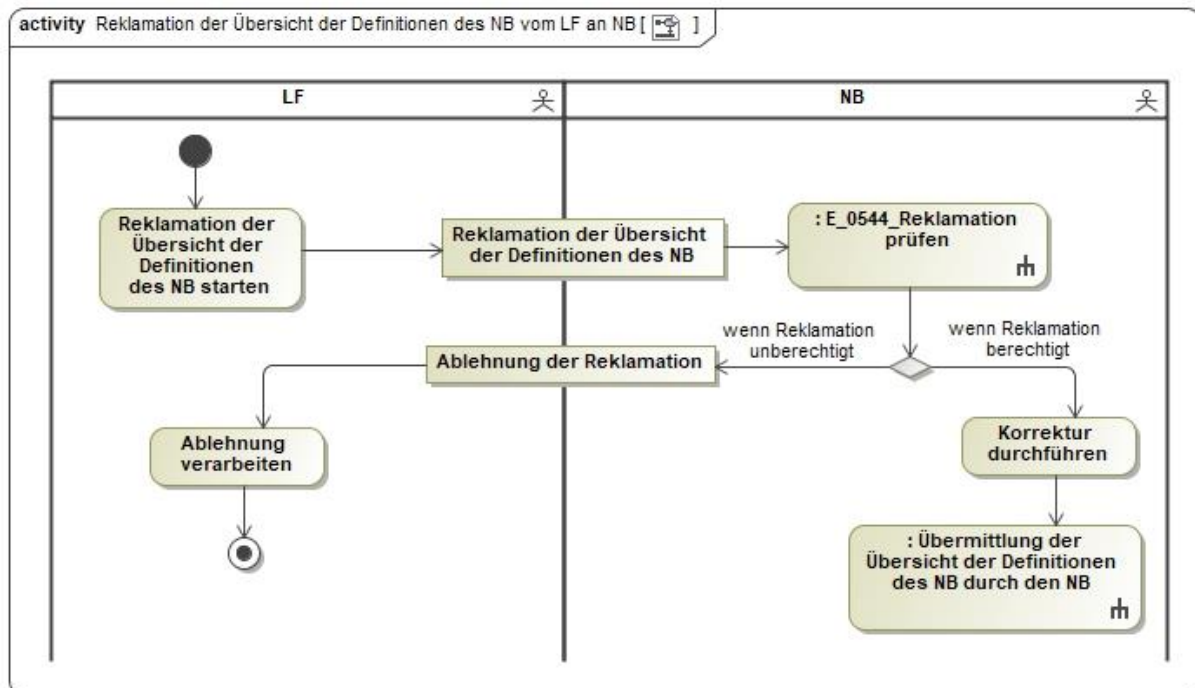 activity Reklamation der Übersicht der Definitionen des NB vom LF an NB [ ]
LF
NB
Reklamation der
Übersicht der
Definitionen
des NB starten
Reklamation der Übersicht
der Definitionen des NB
: E_0544_Reklamation
prüfen
wenn Reklamation
unberechtigt
wenn Reklamation
berechtigt
Ablehnung der Reklamation
Ablehnung
verarbeiten
Korrektur
durchführen
: Übermittlung der
Übersicht der Definitionen
des NB durch den NB